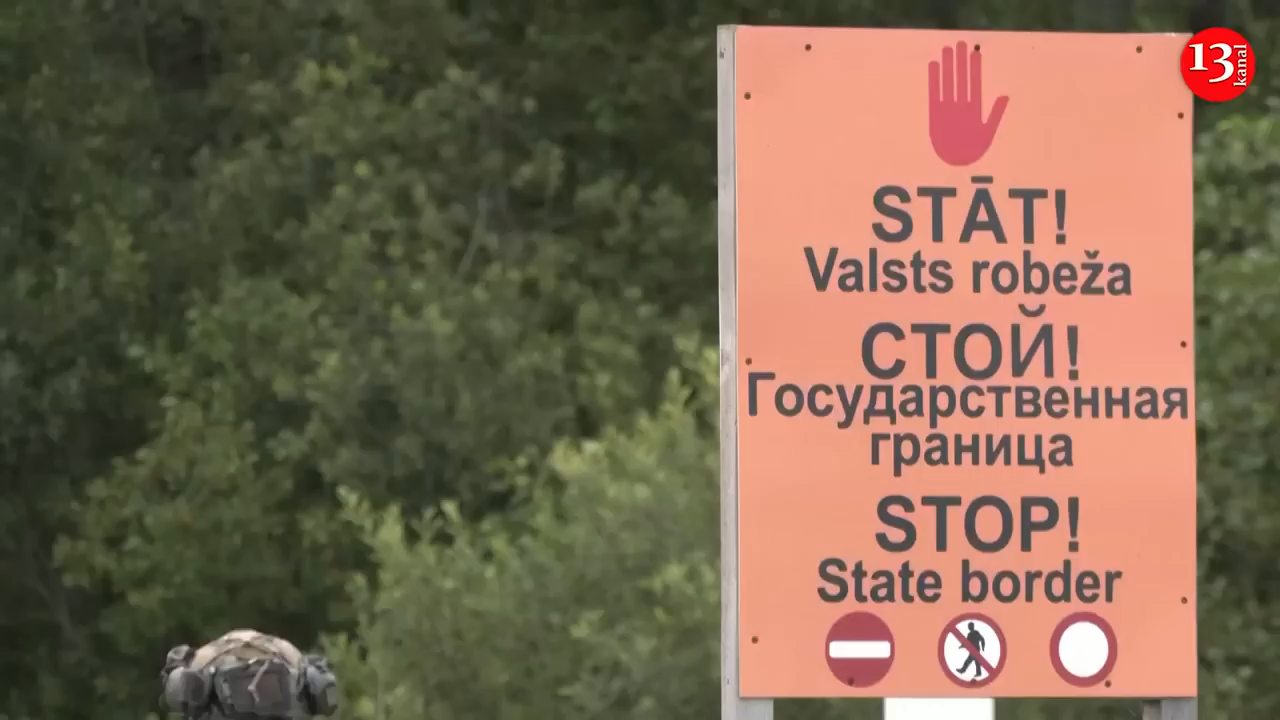 13 kanal
STĀT!
Valsts robeža
СТОЙ!
Государственная
граница
STOP!
State border